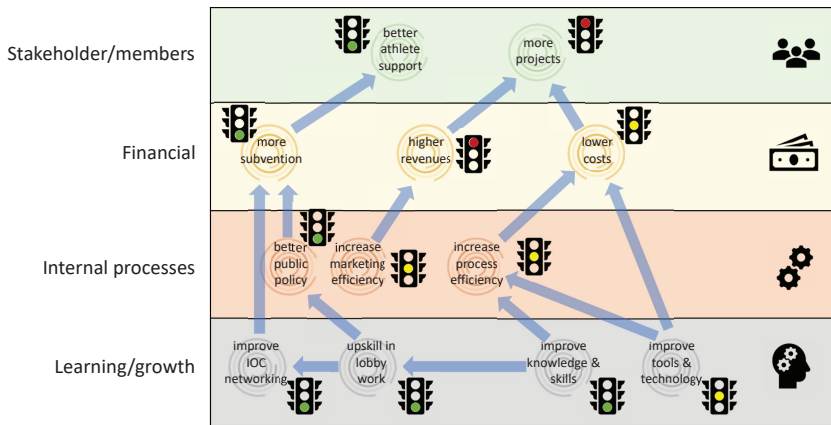 Stakeholder/members
better
athlete
support
more
projects
Financial
more
subvention
higher
revenues
lower
costs
Internal processes
better
public
policy
increase
marketing
efficiency
increase
process
efficiency
Learning/growth
improve
IOC
networking
upskill in
lobby
work
improve
knowledge &
skills
improve
tools &
technology